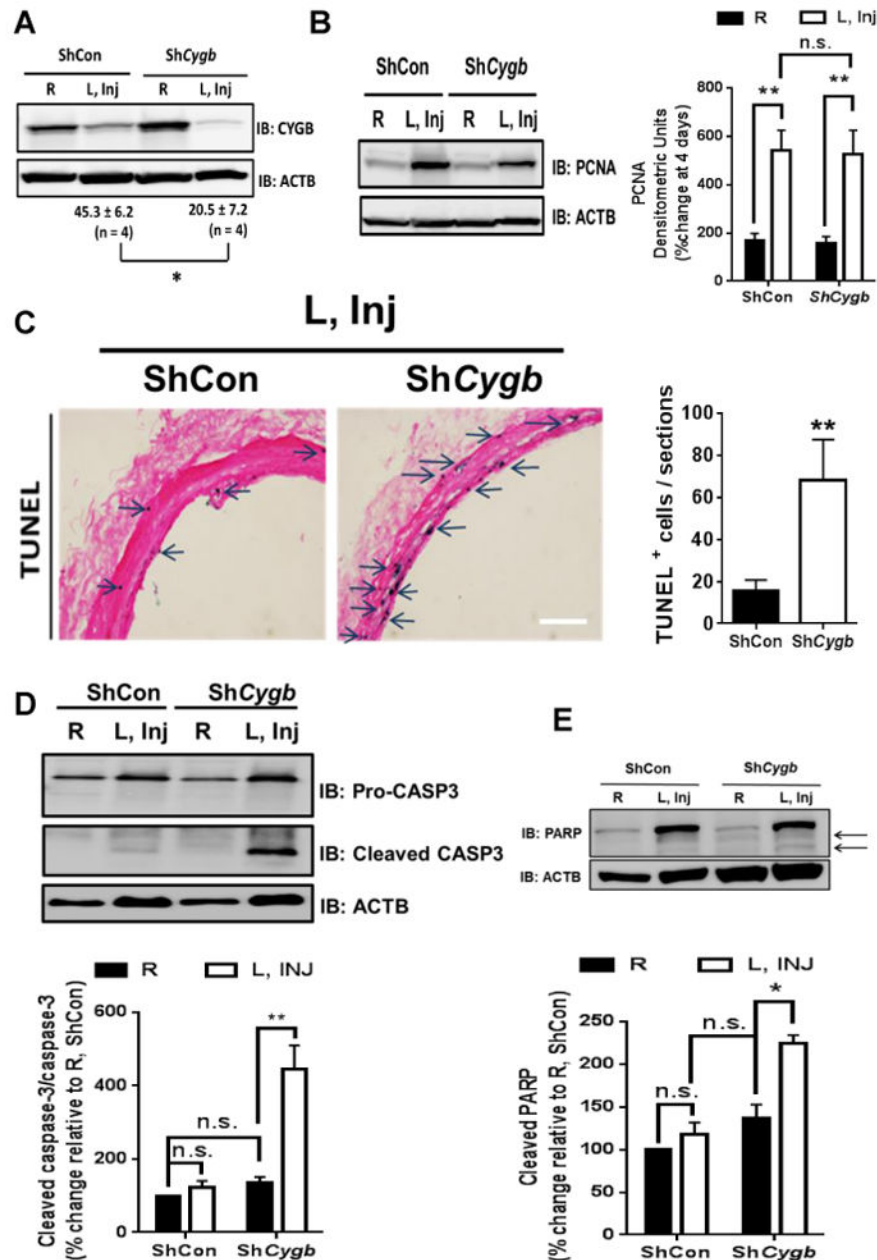 A
ShCon ShCygb
R L, Inj R L, Inj
IB: CYGB
IB: ACTB
45.3 ± 6.2 20.5 ± 7.2
(n = 4) (n = 4)
*
B
ShCon ShCygb
R L, Inj R L, Inj
IB: PCNA
IB: ACTB
R L, Inj
n.s.
** **
PCNA
Densitometric Units
(%change at 4 days)
800
600
400
200
0
ShCon ShCygb
C
L, Inj
ShCon ShCygb
TUNEL
TUNEL + cells / sections
100
80
60
40
20
0
**
ShCon ShCygb
D
ShCon ShCygb
R L, Inj R L, Inj
IB: Pro-CASP3
IB: Cleaved CASP3
IB: ACTB
R L, INJ
Cleaved caspase-3/caspase-3
(% change relative to R, ShCon)
600
400
200
0
**
n.s.
n.s.
ShCon ShCygb
E
ShCon ShCygb
R L, Inj R L, Inj
IB: PARP
IB: ACTB
R L, INJ
Cleaved PARP
(% change relative to R, ShCon)
250
200
150
100
50
0
*
n.s.
n.s.
ShCon ShCygb